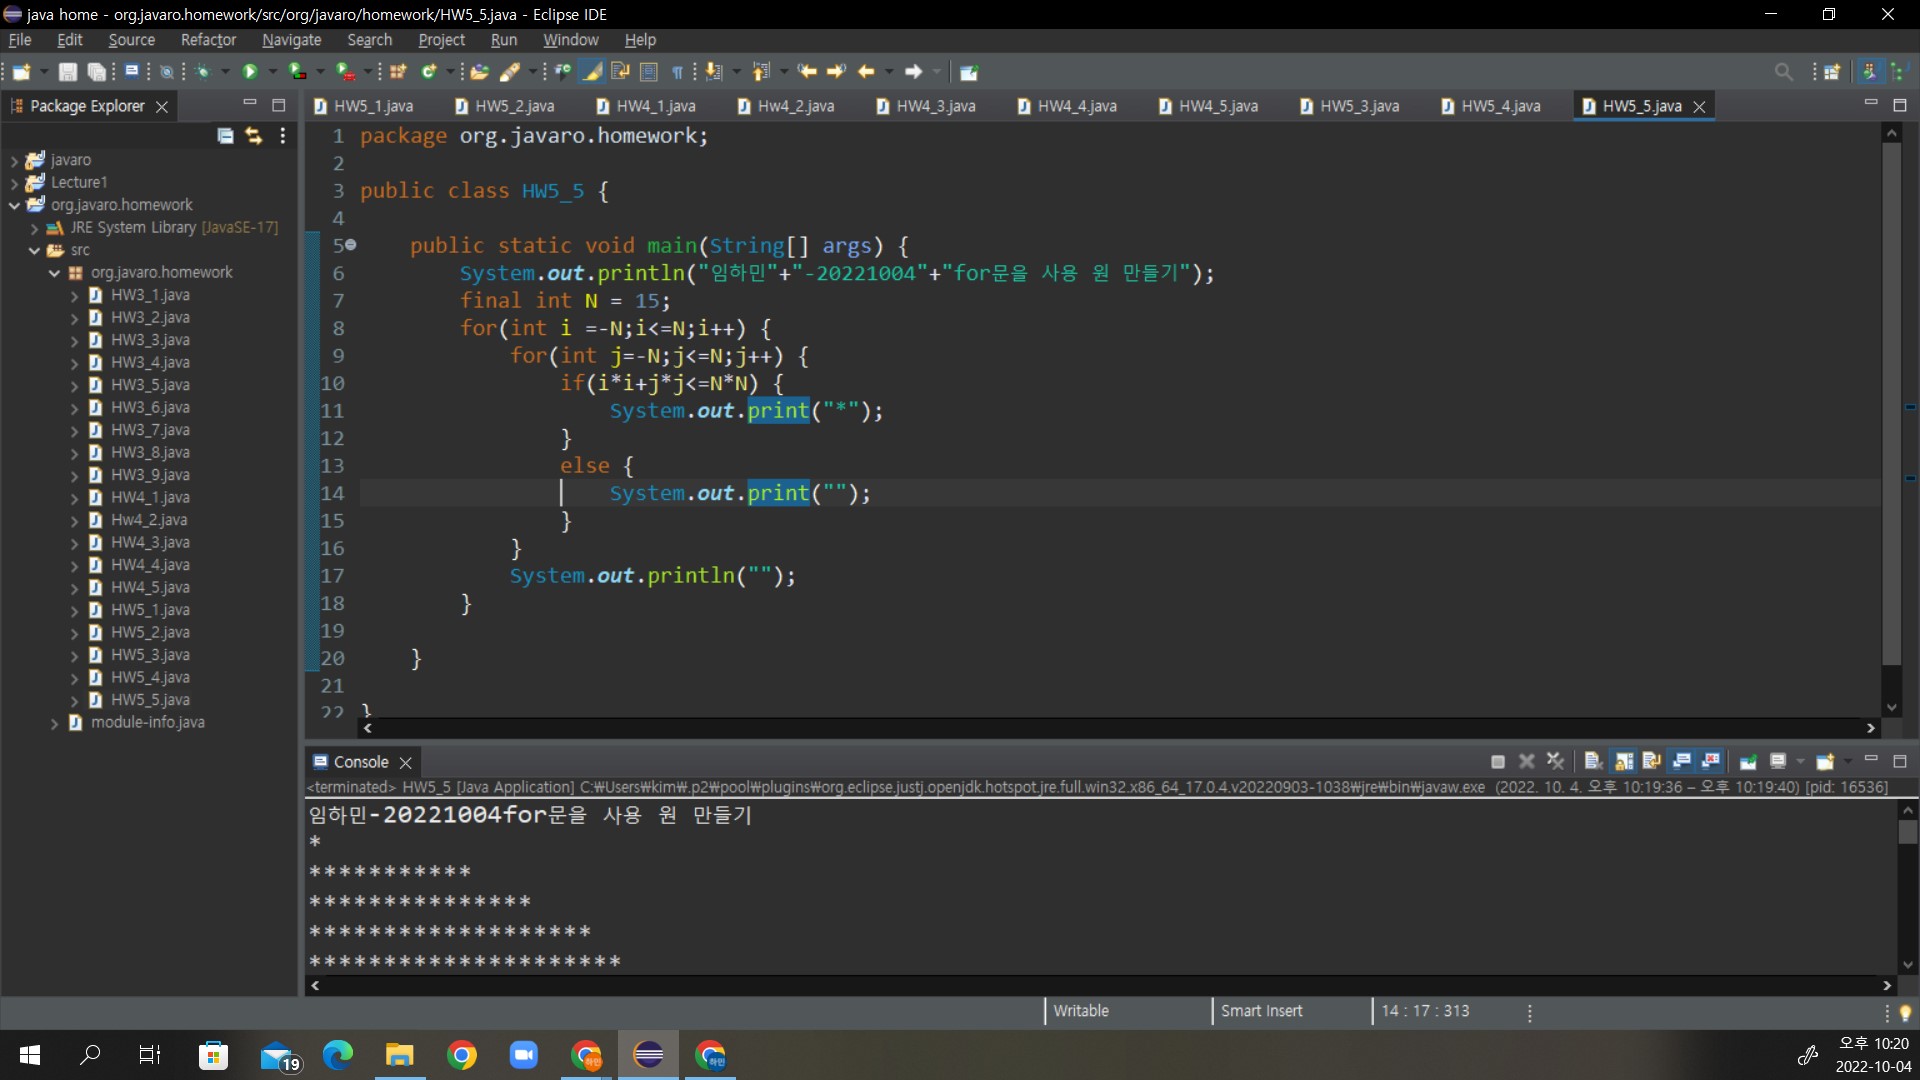 java home - org.javaro.homework/src/org/javaro/homework/HW5_5.java - Eclipse IDE
File Edit Source Refactor Navigate Search Project Run Window Help
Package Explorer
HW5_1.java HW5_2.java HW4_1.java Hw4_2.java HW4_3.java HW4_4.java HW4_5.java HW5_3.java HW5_4.java HW5_5.java
javaro
Lecture1
org.javaro.homework
JRE System Library [JavaSE-17]
src
org.javaro.homework
HW3_1.java
HW3_2.java
HW3_3.java
HW3_4.java
HW3_5.java
HW3_6.java
HW3_7.java
HW3_8.java
HW3_9.java
HW4_1.java
Hw4_2.java
HW4_3.java
HW4_4.java
HW4_5.java
HW5_1.java
HW5_2.java
HW5_3.java
HW5_4.java
HW5_5.java
module-info.java
1 package org.javaro.homework;
2
3 public class HW5_5 {
4
5 public static void main(String[] args) {
6 System.out.println("임하민"+"-20221004"+"for문을 사용 원 만들기");
7 final int N = 15;
8 for(int i =-N;i<=N;i++) {
9 for(int j=-N;j<=N;j++) {
10 if(i*i+j*j<=N*N) {
11 System.out.print("*");
12 }
13 else {
14 System.out.print("");
15 }
16 }
17 System.out.println("");
18 }
19
20 }
21
22 }
Console
<terminated> HW5_5 [Java Application] C:₩Users₩kim₩.p2₩pool₩plugins₩org.eclipse.justj.openjdk.hotspot.jre.full.win32.x86_64_17.0.4.v20220903-1038₩jre₩bin₩javaw.exe (2022. 10. 4. 오후 10:19:36 – 오후 10:19:40) [pid: 16536]
임하민-20221004for문을 사용 원 만들기
*
***********
***************
*******************
*********************
Writable Smart Insert 14 : 17 : 313
19
하민
하민
오후 10:20
2022-10-04